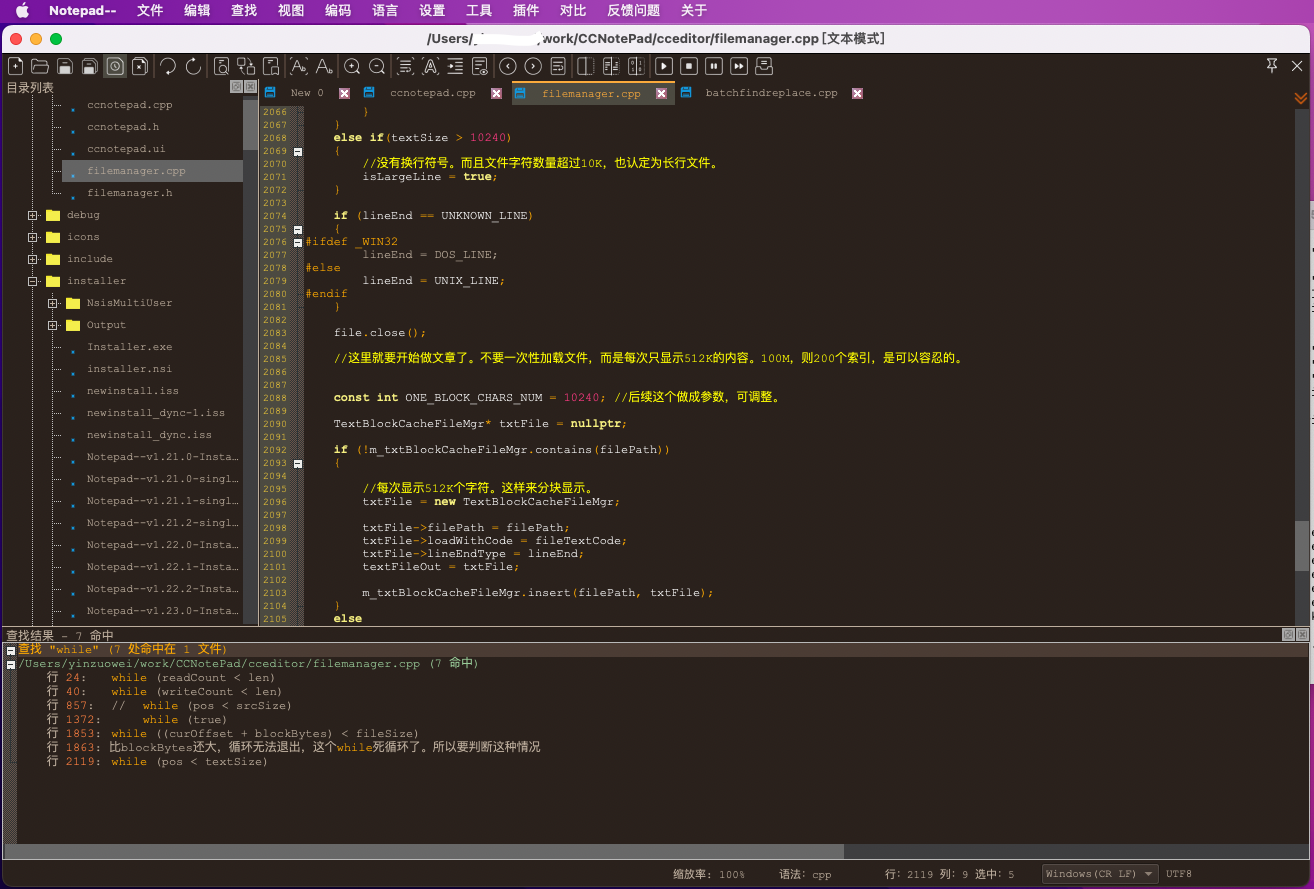 Notepad-- 文件 编辑 查找 视图 编码 语言 设置 工具 插件 对比 反馈问题 关于
/Users/ work/CCNotePad/cceditor/filemanager.cpp [文本模式]
目录列表
ccnotepad.cpp
ccnotepad.h
ccnotepad.ui
filemanager.cpp
filemanager.h
debug
icons
include
installer
NsisMultiUser
Output
Installer.exe
installer.nsi
newinstall.iss
newinstall_dync-1.iss
newinstall_dync.iss
Notepad--v1.21.0-Insta...
Notepad--v1.21.0-singl...
Notepad--v1.21.1-singl...
Notepad--v1.21.2-singl...
Notepad--v1.22.0-Insta...
Notepad--v1.22.1-Insta...
Notepad--v1.22.2-Insta...
Notepad--v1.23.0-Insta...
New 0 ccnotepad.cpp filemanager.cpp batchfindreplace.cpp
2066 }
2067 }
2068 else if(textSize > 10240)
2069 {
2070 //没有换行符号。而且文件字符数量超过10K，也认定为长行文件。
2071 isLargeLine = true;
2072 }
2073
2074 if (lineEnd == UNKNOWN_LINE)
2075 {
2076 #ifdef _WIN32
2077 lineEnd = DOS_LINE;
2078 #else
2079 lineEnd = UNIX_LINE;
2080 #endif
2081 }
2082
2083 file.close();
2084
2085 //这里就要开始做文章了。不要一次性加载文件，而是每次只显示512K的内容。100M，则200个索引，是可以容忍的。
2086
2087
2088 const int ONE_BLOCK_CHARS_NUM = 10240; //后续这个做成参数，可调整。
2089
2090 TextBlockCacheFileMgr* txtFile = nullptr;
2091
2092 if (!m_txtBlockCacheFileMgr.contains(filePath))
2093 {
2094
2095 //每次显示512K个字符。这样来分块显示。
2096 txtFile = new TextBlockCacheFileMgr;
2097
2098 txtFile->filePath = filePath;
2099 txtFile->loadWithCode = fileTextCode;
2100 txtFile->lineEndType = lineEnd;
2101 textFileOut = txtFile;
2102
2103 m_txtBlockCacheFileMgr.insert(filePath, txtFile);
2104 }
2105 else
查找结果 - 7 命中
查找 "while" (7 处命中在 1 文件)
/Users/yinzuowei/work/CCNotePad/cceditor/filemanager.cpp (7 命中)
行 24: while (readCount < len)
行 40: while (writeCount < len)
行 857: // while (pos < srcSize)
行 1372: while (true)
行 1853: while ((curOffset + blockBytes) < fileSize)
行 1863: 比blockBytes还大，循环无法退出，这个while死循环了。所以要判断这种情况
行 2119: while (pos < textSize)
缩放率: 100% 语法: cpp 行: 2119 列: 9 选中: 5 Windows(CR LF) UTF8